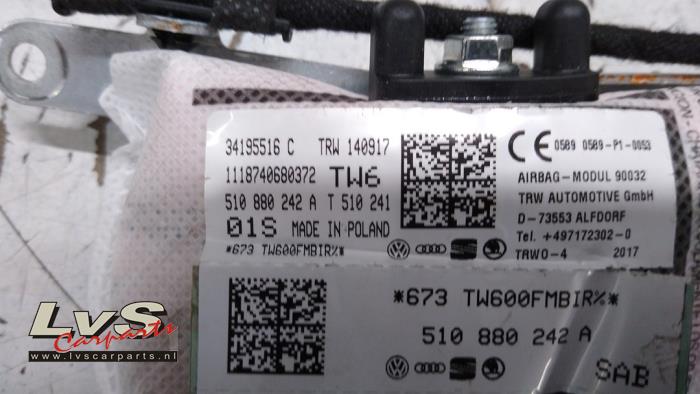 34195516 C TRW 140917
1118740680372 TW6
510 880 242 A T 510 241
01S MADE IN POLAND
*673 TW600FMBIR%*
CE 0589 0589-P1-0053
AIRBAG-MODUL 90032
TRW AUTOMOTIVE GmbH
D-73553 ALFDORF
Tel. +497172302-0
TRWO-4 2017
*673 TW600FMBIR%*
510 880 242 A
SAB
LvS
Carparts
www.lvscarparts.nl